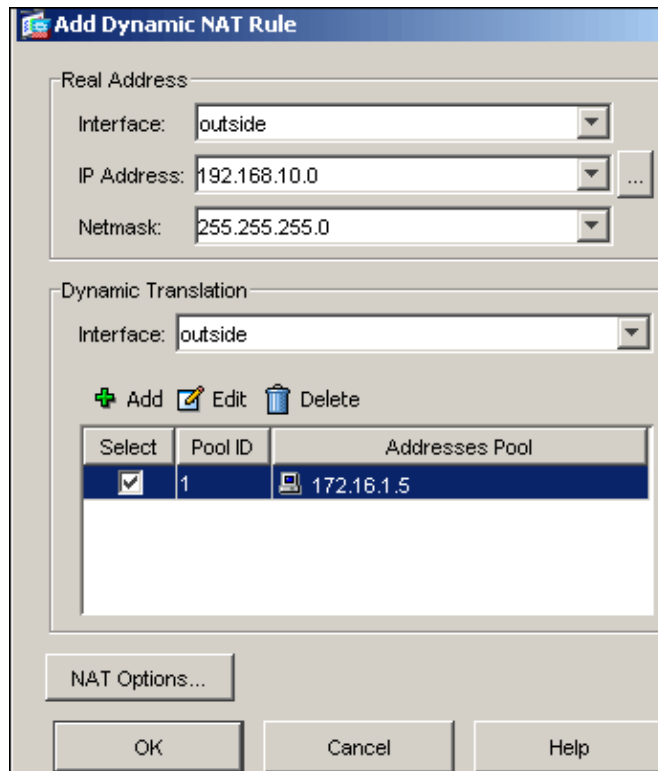 Add Dynamic NAT Rule
Real Address
Interface: outside
IP Address: 192.168.10.0 ...
Netmask: 255.255.255.0
Dynamic Translation
Interface: outside
Add Edit Delete
Select Pool ID Addresses Pool
1 172.16.1.5
NAT Options...
OK Cancel Help